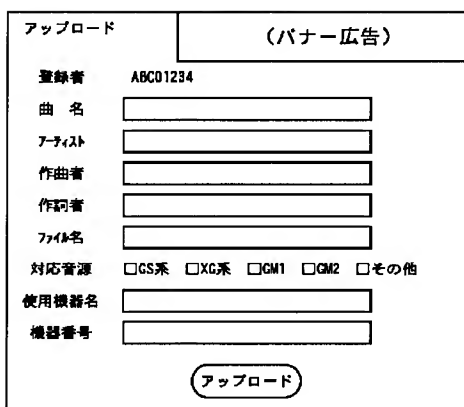 アップロード
(バナー広告)
登録者 ABC01234
曲 名
アーティスト
作曲者
作詞者
ファイル名
対応音源 □GS系 □XG系 □GM1 □GM2 □その他
使用機器名
機器番号
アップロード